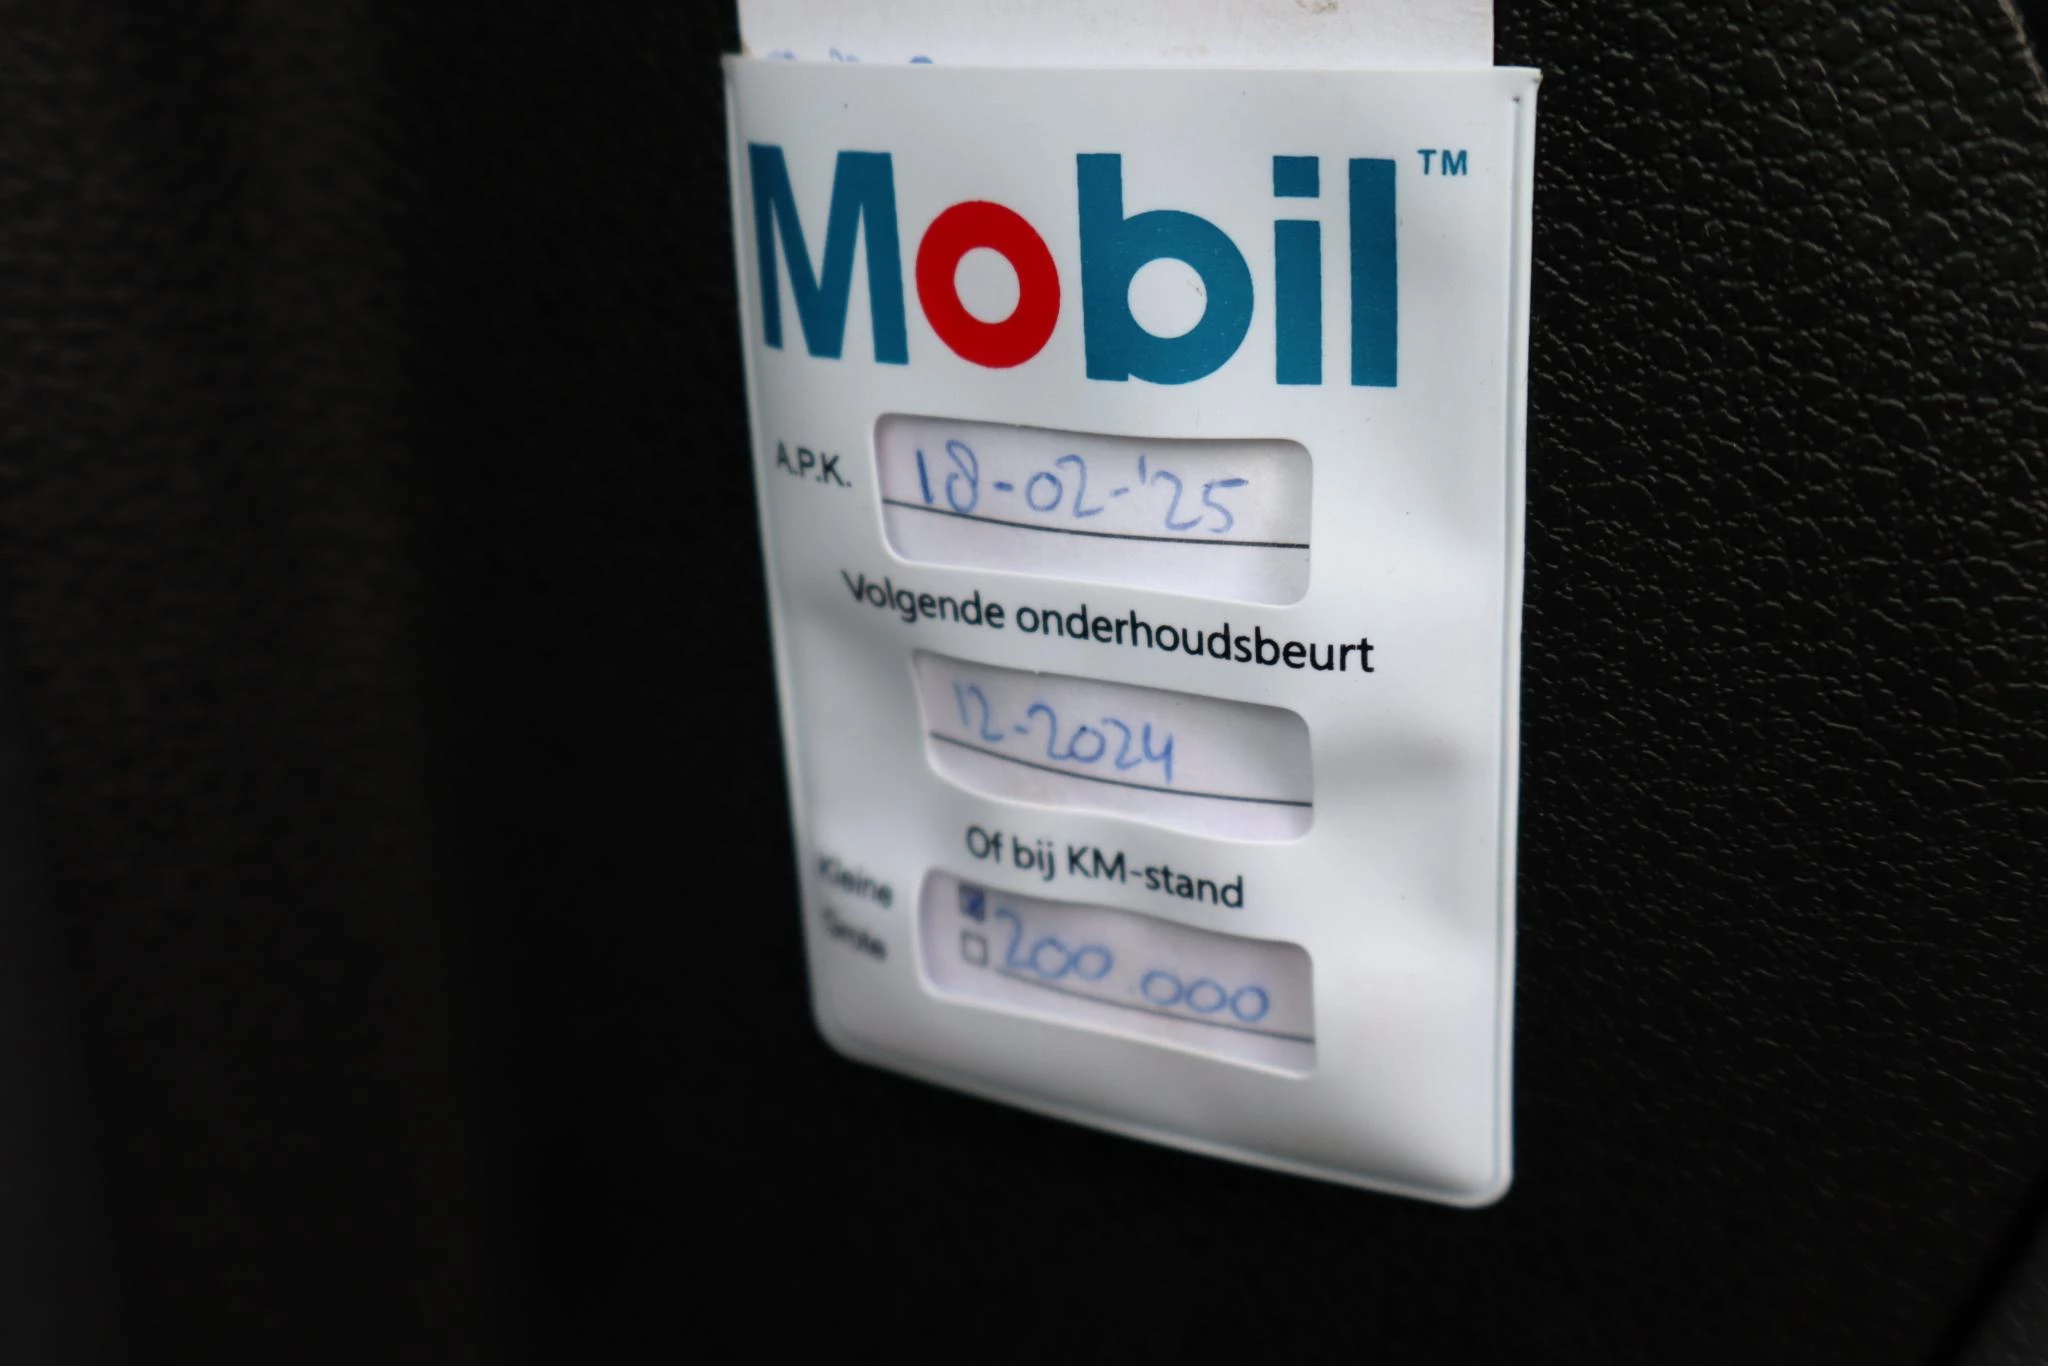 Mobil™
A.P.K. 18-02-'25
Volgende onderhoudsbeurt
12-2024
Of bij KM-stand
Kleine
Grote
200.000